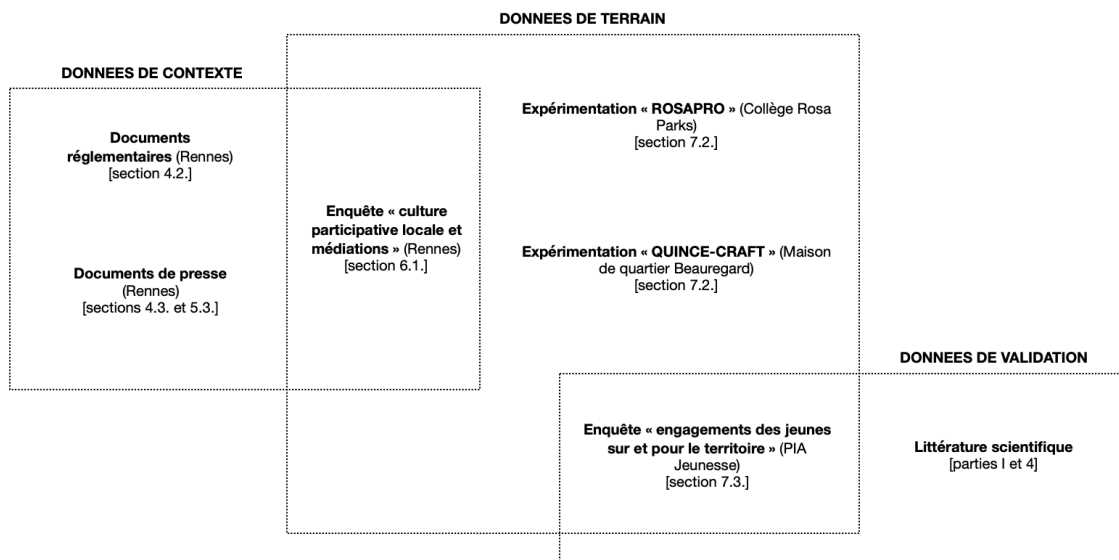 DONNEES DE TERRAIN
DONNEES DE CONTEXTE
Documents
réglementaires (Rennes)
[section 4.2.]
Documents de presse
(Rennes)
[sections 4.3. et 5.3.]
Enquête « culture
participative locale et
médiations » (Rennes)
[section 6.1.]
Expérimentation « ROSAPRO » (Collège Rosa
Parks)
[section 7.2.]
Expérimentation « QUINCE-CRAFT » (Maison
de quartier Beauregard)
[section 7.2.]
DONNEES DE VALIDATION
Enquête « engagements des jeunes
sur et pour le territoire » (PIA
Jeunesse)
[section 7.3.]
Littérature scientifique
[parties I et 4]